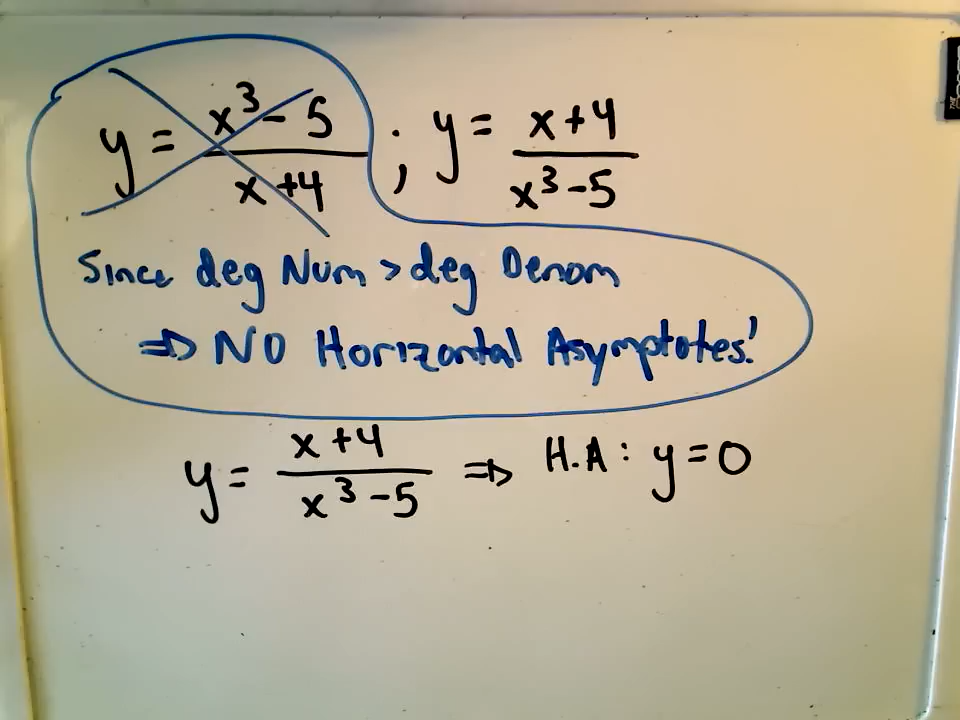 y = (x³ - 5)/(x + 4) ; y = (x + 4)/(x³ - 5)
Since deg Num > deg Denom
⇒ NO Horizontal Asymptotes!
y = (x + 4)/(x³ - 5) ⇒ H.A : y = 0